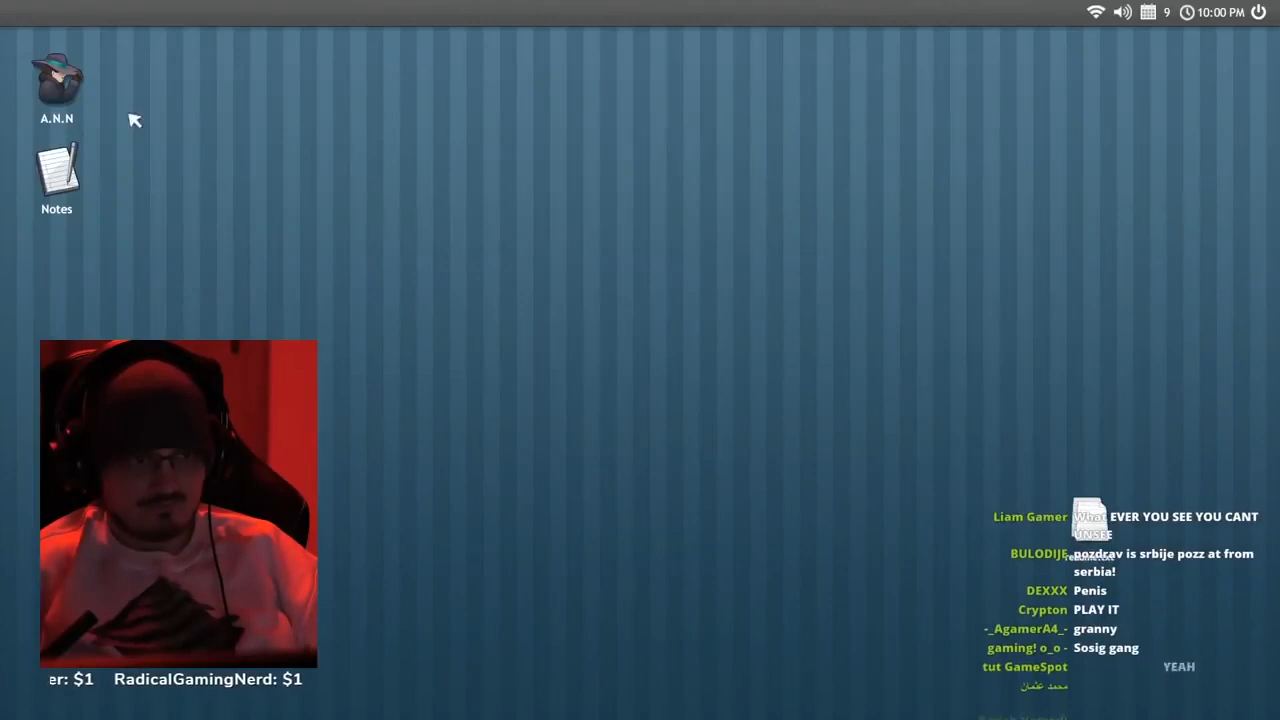 9 10:00 PM
A.N.N
Notes
Liam Gamer What EVER YOU SEE YOU CANT
UNSEE
BULODIJE pozdrav is srbije pozz at from
serbia!
DEXXX Penis
Crypton PLAY IT
-_AgamerA4_- granny
gaming! o_o - Sosig gang
tut GameSpot YEAH
محمد عثمان
er: $1 RadicalGamingNerd: $1